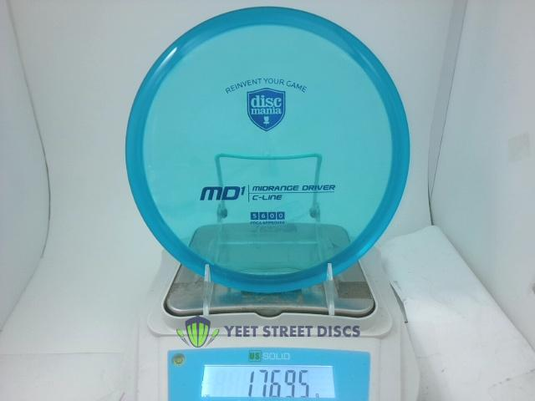 REINVENT YOUR GAME
disc
mania
MD1 MIDRANGE DRIVER
C-LINE
5 6 0 0
YEET STREET DISCS
US SOLID
176.95